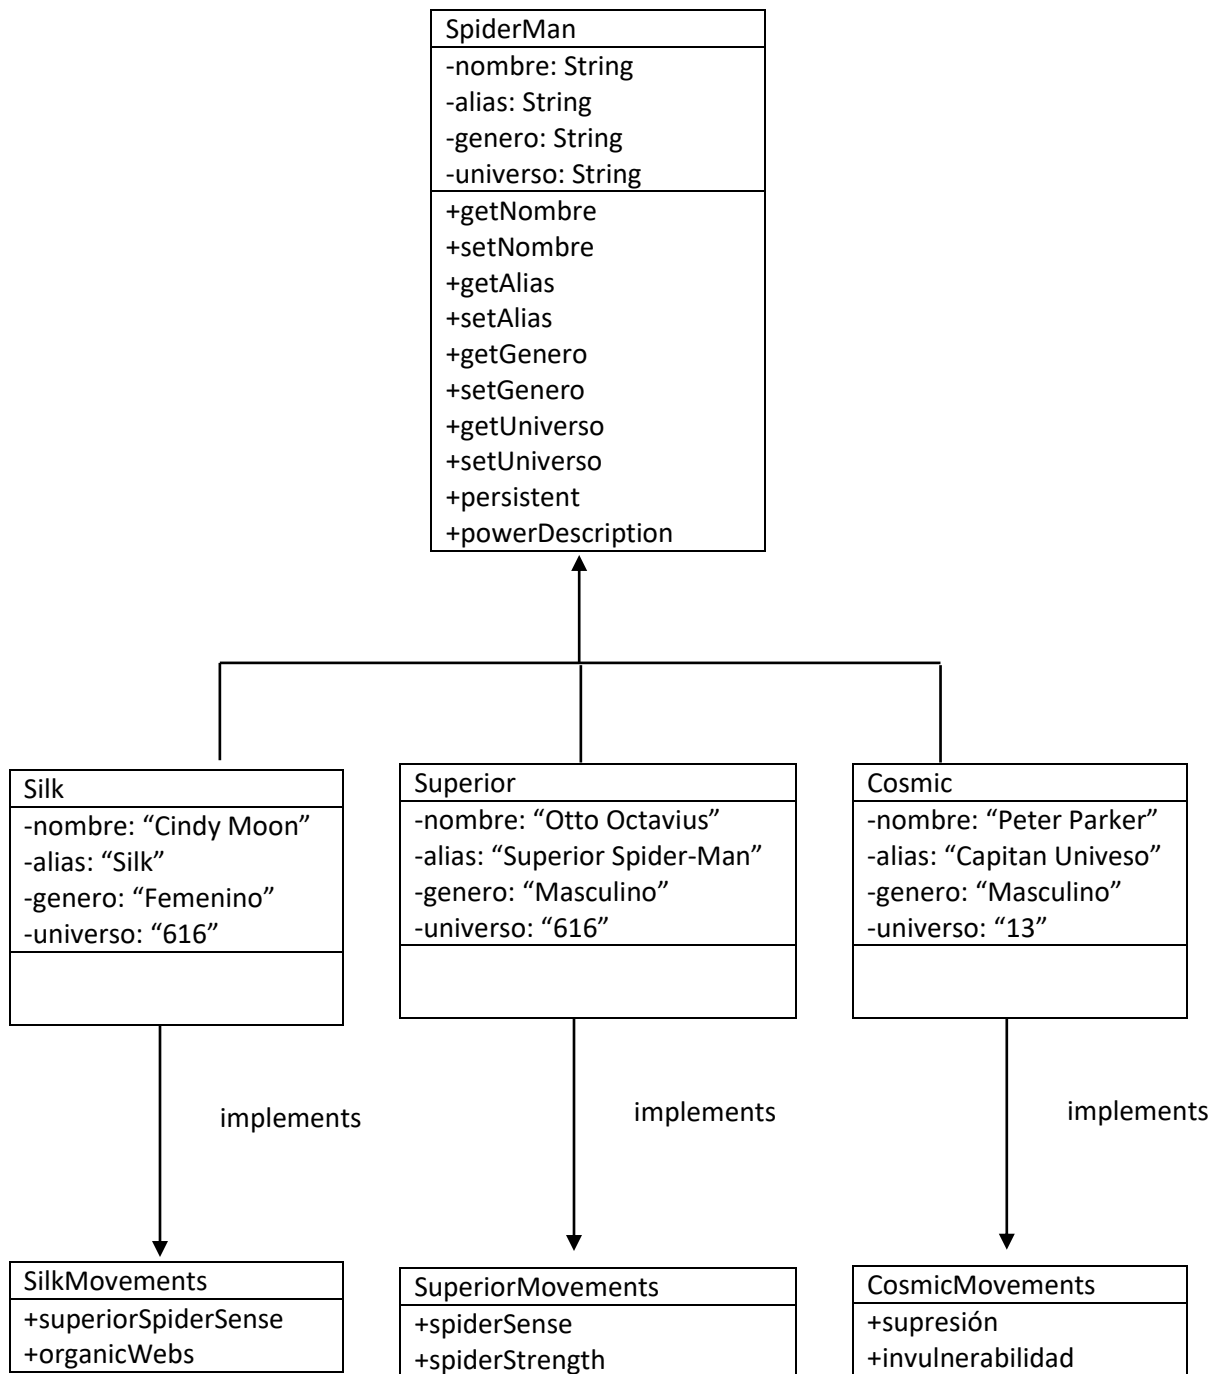 SpiderMan
-nombre: String
-alias: String
-genero: String
-universo: String
+getNombre
+setNombre
+getAlias
+setAlias
+getGenero
+setGenero
+getUniverso
+setUniverso
+persistent
+powerDescription
Silk
-nombre: “Cindy Moon”
-alias: “Silk”
-genero: “Femenino”
-universo: “616”
Superior
-nombre: “Otto Octavius”
-alias: “Superior Spider-Man”
-genero: “Masculino”
-universo: “616”
Cosmic
-nombre: “Peter Parker”
-alias: “Capitan Univeso”
-genero: “Masculino”
-universo: “13”
implements
implements
implements
SilkMovements
+superiorSpiderSense
+organicWebs
SuperiorMovements
+spiderSense
+spiderStrength
CosmicMovements
+supresión
+invulnerabilidad